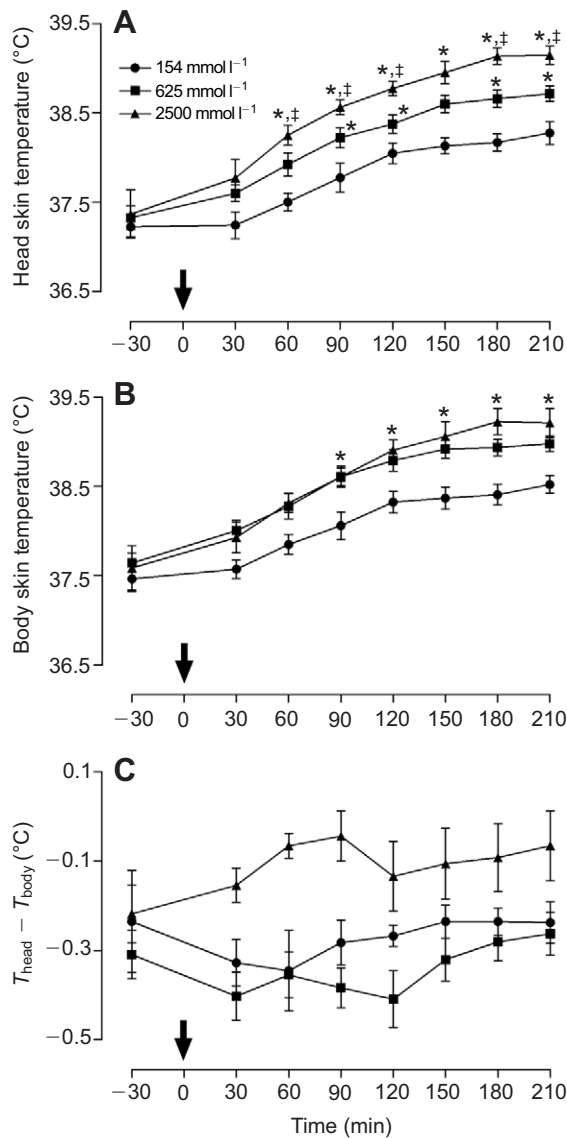 A
39.5
38.5
37.5
36.5
Head skin temperature (°C)
154 mmol l⁻¹
625 mmol l⁻¹
2500 mmol l⁻¹
*,‡ *,‡ *,‡ * *,‡ *,‡
* * * *
−30 0 30 60 90 120 150 180 210
B
39.5
38.5
37.5
36.5
Body skin temperature (°C)
* * * * *
−30 0 30 60 90 120 150 180 210
C
0.1
−0.1
−0.3
−0.5
T_head − T_body (°C)
−30 0 30 60 90 120 150 180 210
Time (min)